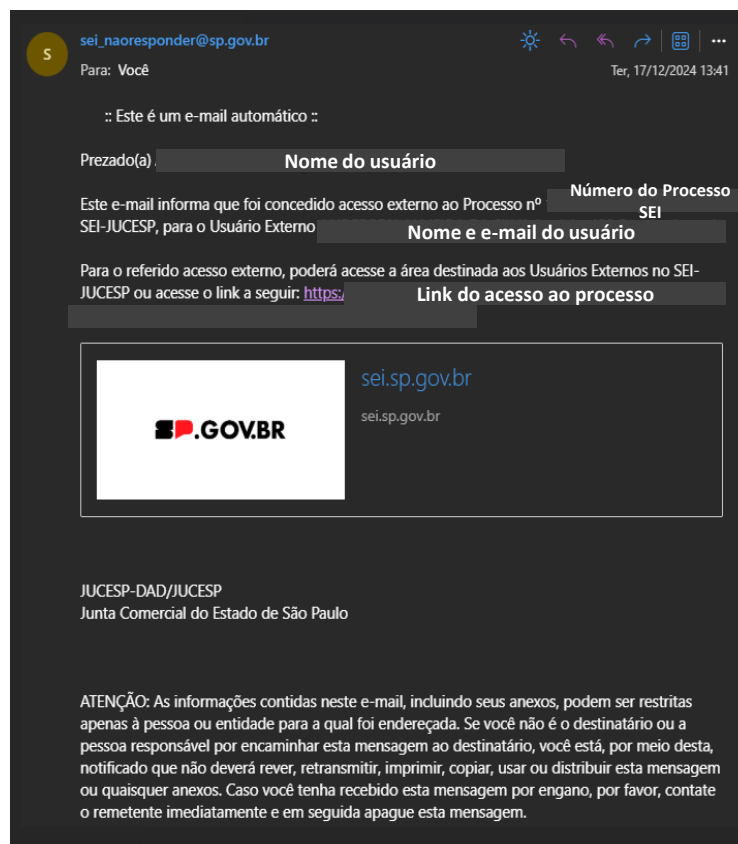 S
sei_naoresponder@sp.gov.br
Para: Você
Ter, 17/12/2024 13:41
:: Este é um e-mail automático ::
Prezado(a) Nome do usuário
Este e-mail informa que foi concedido acesso externo ao Processo nº Número do Processo SEI
SEI-JUCESP, para o Usuário Externo Nome e e-mail do usuário
Para o referido acesso externo, poderá acesse a área destinada aos Usuários Externos no SEI-
JUCESP ou acesse o link a seguir: https:/ Link do acesso ao processo
sei.sp.gov.br
sei.sp.gov.br
SP.GOV.BR
JUCESP-DAD/JUCESP
Junta Comercial do Estado de São Paulo
ATENÇÃO: As informações contidas neste e-mail, incluindo seus anexos, podem ser restritas
apenas à pessoa ou entidade para a qual foi endereçada. Se você não é o destinatário ou a
pessoa responsável por encaminhar esta mensagem ao destinatário, você está, por meio desta,
notificado que não deverá rever, retransmitir, imprimir, copiar, usar ou distribuir esta mensagem
ou quaisquer anexos. Caso você tenha recebido esta mensagem por engano, por favor, contate
o remetente imediatamente e em seguida apague esta mensagem.